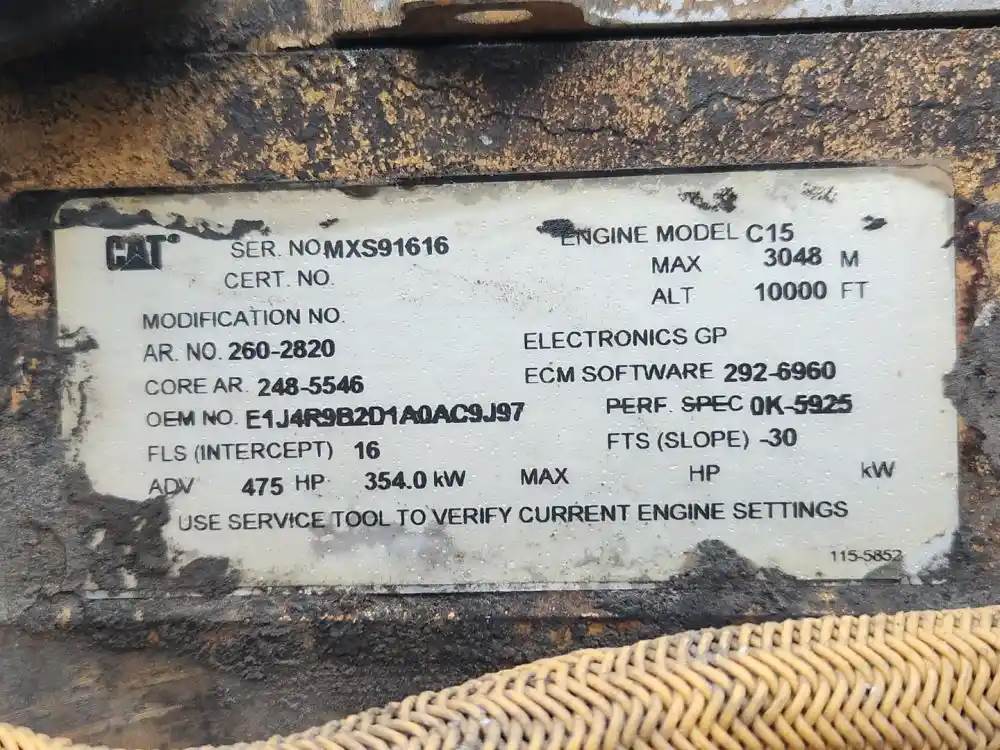 CAT® SER. NO. MXS91616 ENGINE MODEL C15
CERT. NO. MAX 3048 M
ALT 10000 FT
MODIFICATION NO.
AR. NO. 260-2820 ELECTRONICS GP
CORE AR. 248-5546 ECM SOFTWARE 292-6960
OEM NO. E1J4R9B2D1A0AC9J97 PERF. SPEC 0K-5925
FLS (INTERCEPT) 16 FTS (SLOPE) -30
ADV 475 HP 354.0 kW MAX HP kW
USE SERVICE TOOL TO VERIFY CURRENT ENGINE SETTINGS
115-5852